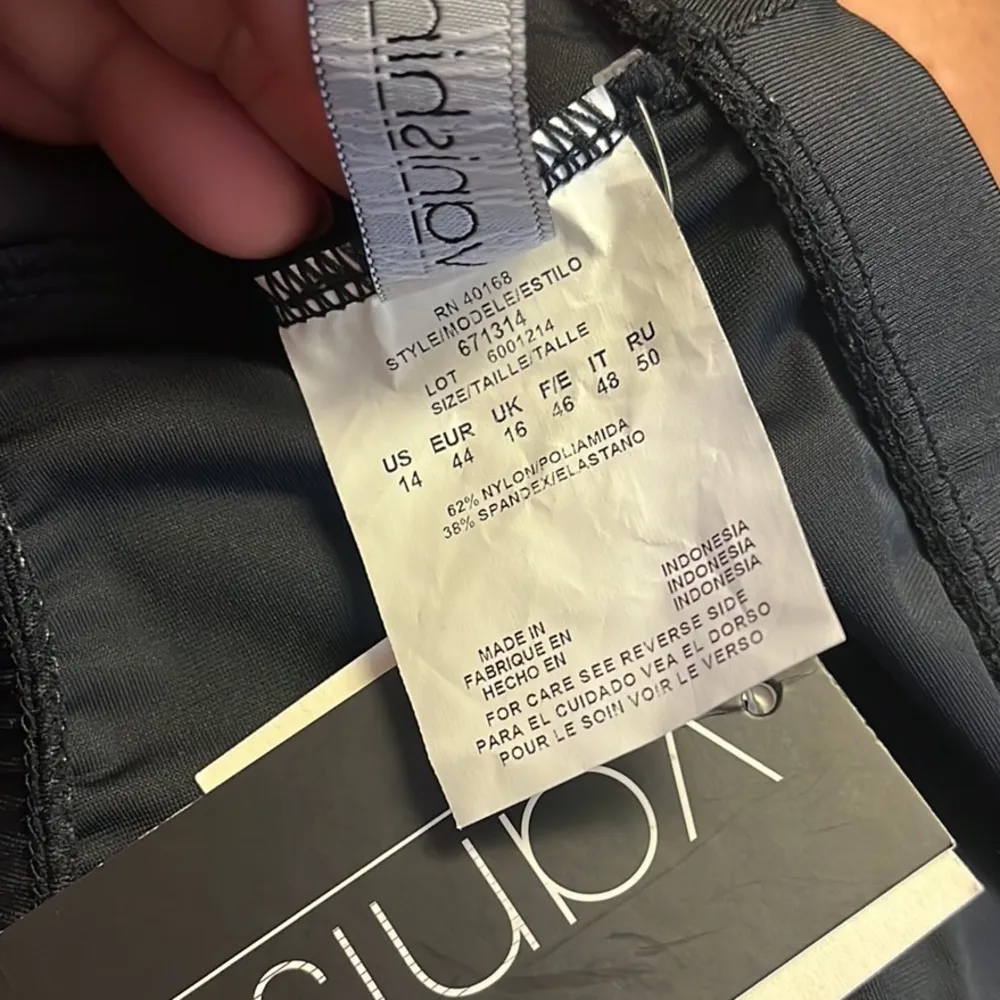 RN 40168
STYLE/MODELE/ESTILO
671314
LOT 6001214
SIZE/TAILLE/TALLE
US EUR UK F/E IT RU
14 44 16 46 48 50
62% NYLON/POLIAMIDA
38% SPANDEX/ELASTANO
MADE IN INDONESIA
FABRIQUE EN INDONESIA
HECHO EN INDONESIA
FOR CARE SEE REVERSE SIDE
PARA EL CUIDADO VEA EL DORSO
POUR LE SOIN VOIR LE VERSO